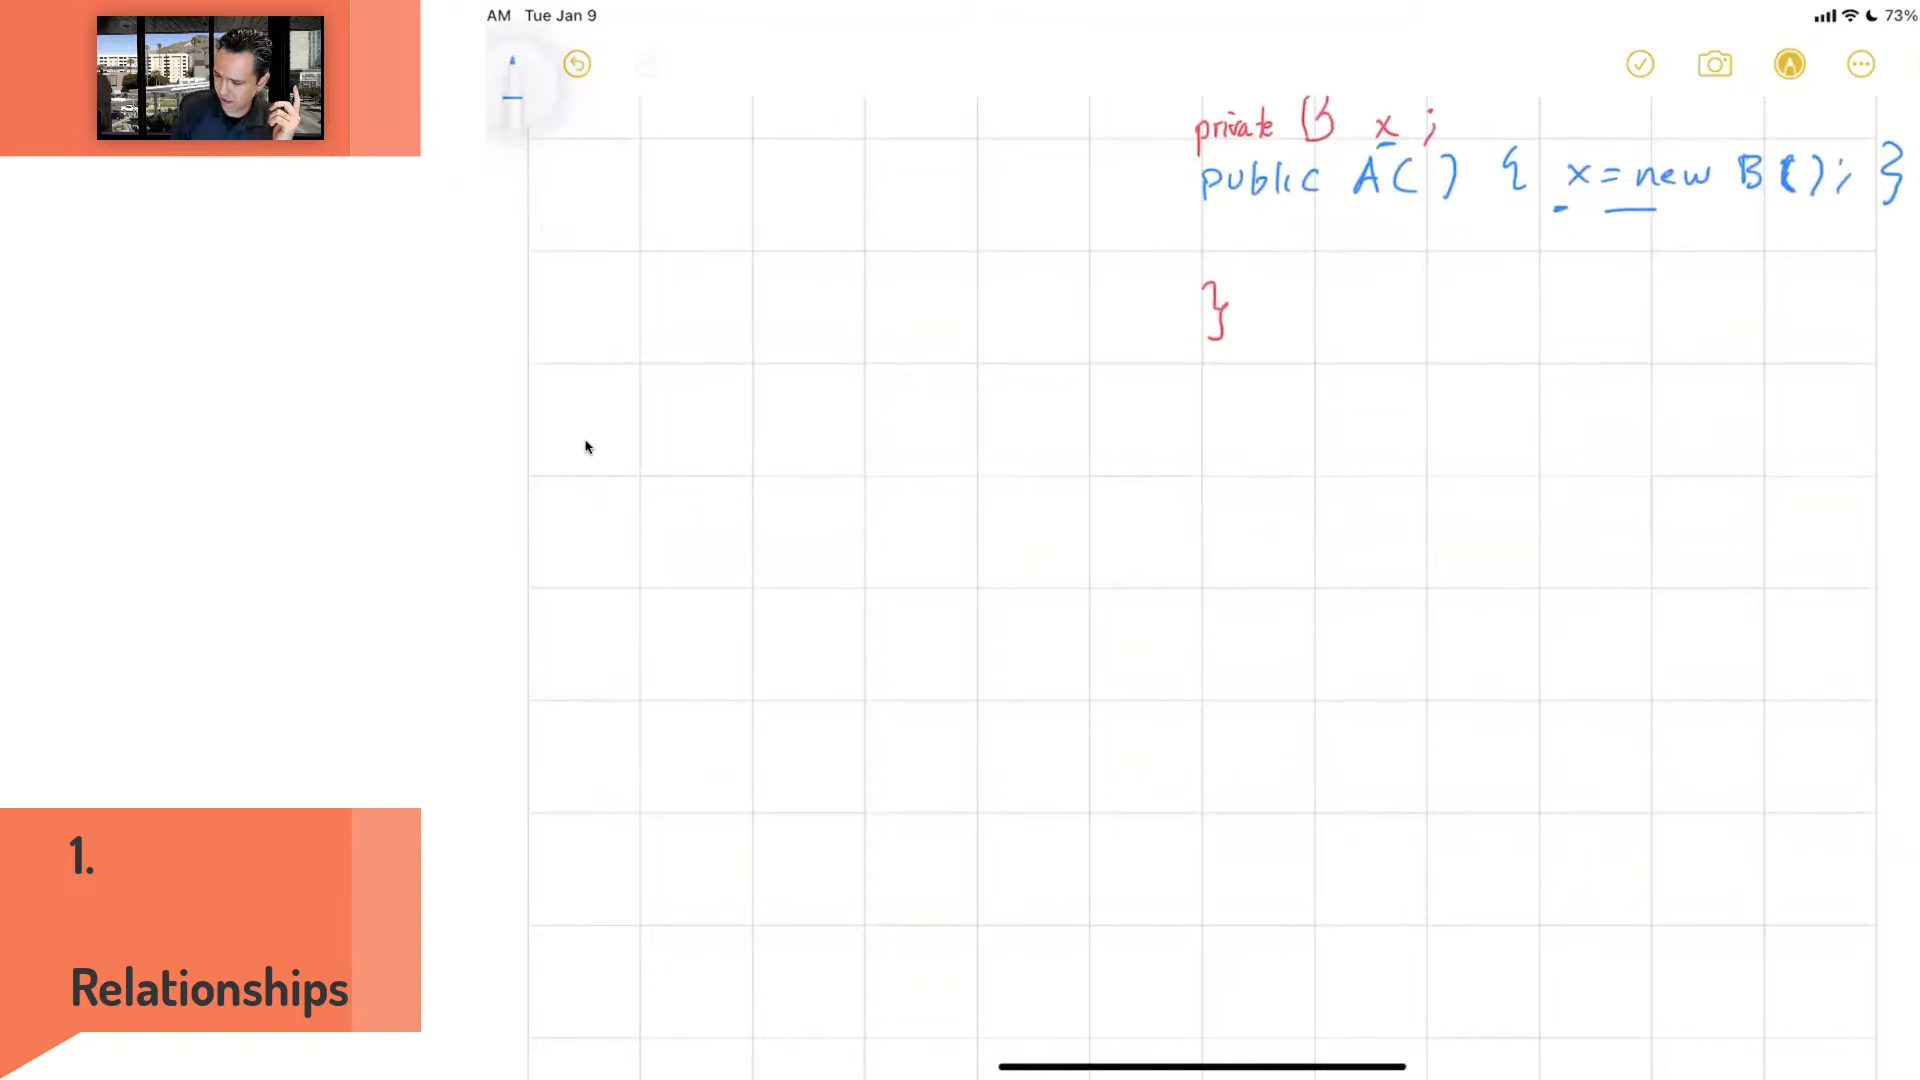 AM Tue Jan 9
73%
private B x ;
public A( ) { x = new B( ); }
}
1.
Relationships